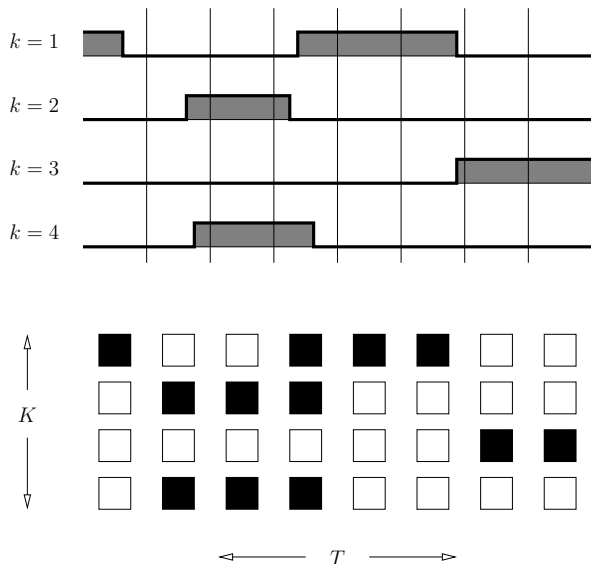 k = 1
k = 2
k = 3
k = 4
K
T